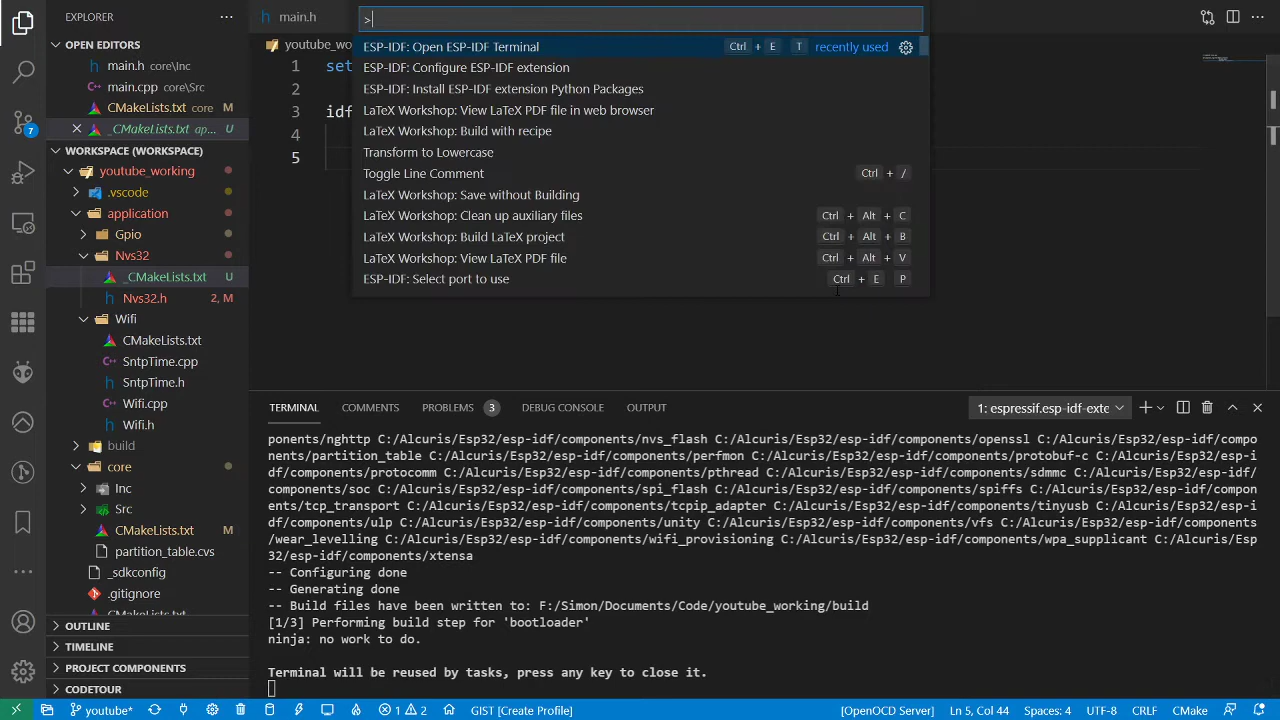 EXPLORER
OPEN EDITORS
main.h core\Inc
main.cpp core\Src
CMakeLists.txt core M
_CMakeLists.txt ap... U
WORKSPACE (WORKSPACE)
youtube_working
.vscode
application
Gpio
Nvs32
_CMakeLists.txt U
Nvs32.h 2, M
Wifi
CMakeLists.txt
SntpTime.cpp
SntpTime.h
Wifi.cpp
Wifi.h
build
core
Inc
Src
CMakeLists.txt
partition_table.cvs
_sdkconfig
.gitignore
CMakeLists.txt
OUTLINE
TIMELINE
PROJECT COMPONENTS
CODETOUR
7
main.h
youtube_wo
1 set
2
3 idf
4
5
>
ESP-IDF: Open ESP-IDF Terminal Ctrl + E T recently used
ESP-IDF: Configure ESP-IDF extension
ESP-IDF: Install ESP-IDF extension Python Packages
LaTeX Workshop: View LaTeX PDF file in web browser
LaTeX Workshop: Build with recipe
Transform to Lowercase
Toggle Line Comment Ctrl + /
LaTeX Workshop: Save without Building
LaTeX Workshop: Clean up auxiliary files Ctrl + Alt + C
LaTeX Workshop: Build LaTeX project Ctrl + Alt + B
LaTeX Workshop: View LaTeX PDF file Ctrl + Alt + V
ESP-IDF: Select port to use Ctrl + E P
TERMINAL COMMENTS PROBLEMS 3 DEBUG CONSOLE OUTPUT 1: espressif.esp-idf-exte
ponents/nghttp C:/Alcuris/Esp32/esp-idf/components/nvs_flash C:/Alcuris/Esp32/esp-idf/components/openssl C:/Alcuris/Esp32/esp-idf/compo
nents/partition_table C:/Alcuris/Esp32/esp-idf/components/perfmon C:/Alcuris/Esp32/esp-idf/components/protobuf-c C:/Alcuris/Esp32/esp-i
df/components/protocomm C:/Alcuris/Esp32/esp-idf/components/pthread C:/Alcuris/Esp32/esp-idf/components/sdmmc C:/Alcuris/Esp32/esp-idf/
components/soc C:/Alcuris/Esp32/esp-idf/components/spi_flash C:/Alcuris/Esp32/esp-idf/components/spiffs C:/Alcuris/Esp32/esp-idf/compon
ents/tcp_transport C:/Alcuris/Esp32/esp-idf/components/tcpip_adapter C:/Alcuris/Esp32/esp-idf/components/tinyusb C:/Alcuris/Esp32/esp-i
df/components/ulp C:/Alcuris/Esp32/esp-idf/components/unity C:/Alcuris/Esp32/esp-idf/components/vfs C:/Alcuris/Esp32/esp-idf/components
/wear_levelling C:/Alcuris/Esp32/esp-idf/components/wifi_provisioning C:/Alcuris/Esp32/esp-idf/components/wpa_supplicant C:/Alcuris/Esp
32/esp-idf/components/xtensa
-- Configuring done
-- Generating done
-- Build files have been written to: F:/Simon/Documents/Code/youtube_working/build
[1/3] Performing build step for 'bootloader'
ninja: no work to do.
Terminal will be reused by tasks, press any key to close it.
youtube* 1 2 GIST [Create Profile] [OpenOCD Server] Ln 5, Col 44 Spaces: 4 UTF-8 CRLF CMake